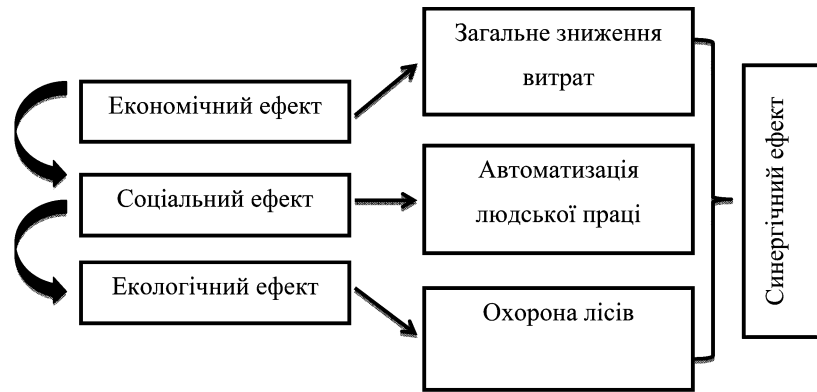 Економічний ефект
Соціальний ефект
Екологічний ефект
Загальне зниження
витрат
Автоматизація
людської праці
Охорона лісів
Синергічний ефект